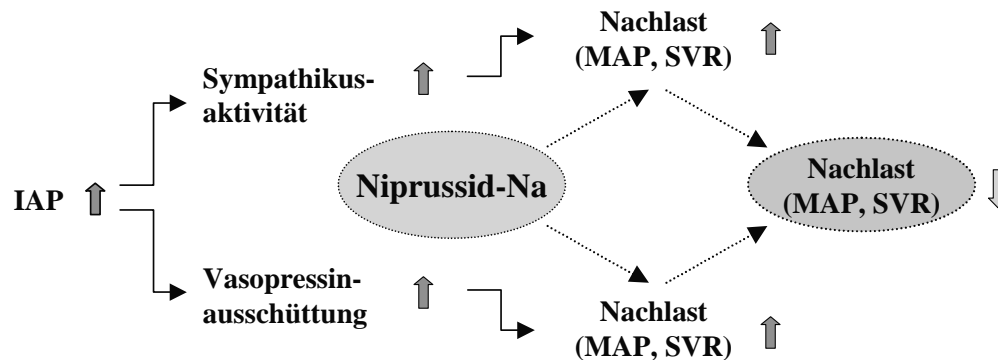 Nachlast
(MAP, SVR)
Sympathikus-
aktivität
Niprussid-Na
Nachlast
(MAP, SVR)
IAP
Vasopressin-
ausschüttung
Nachlast
(MAP, SVR)